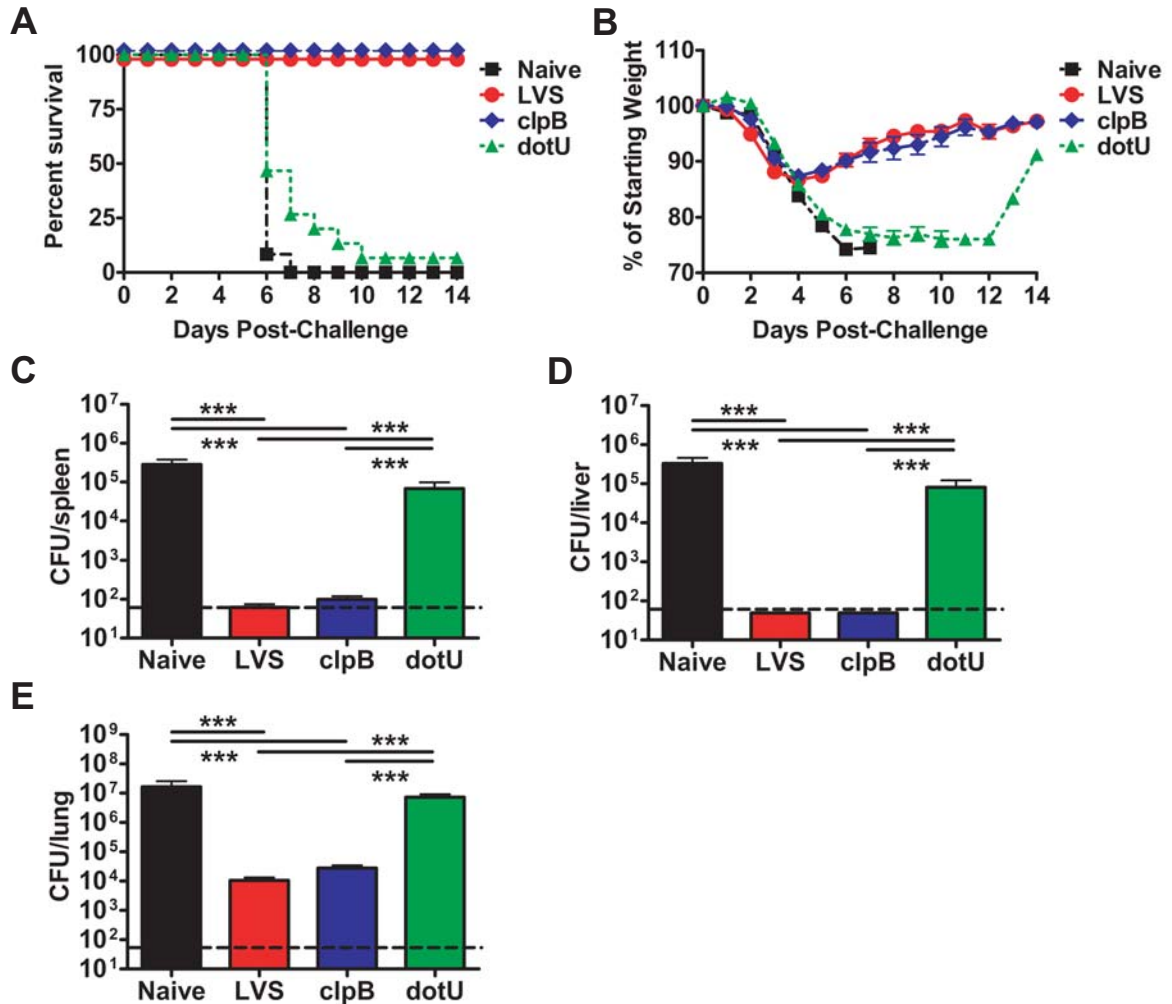 A
Percent survival
100
75
50
25
0
0 2 4 6 8 10 12 14
Days Post-Challenge
Naive
LVS
clpB
dotU
B
% of Starting Weight
110
100
90
80
70
0 2 4 6 8 10 12 14
Days Post-Challenge
Naive
LVS
clpB
dotU
C
CFU/spleen
10⁷
10⁶
10⁵
10⁴
10³
10²
10¹
***
*** ***
***
Naive LVS clpB dotU
D
CFU/liver
10⁷
10⁶
10⁵
10⁴
10³
10²
10¹
***
*** ***
***
Naive LVS clpB dotU
E
CFU/lung
10⁹
10⁸
10⁷
10⁶
10⁵
10⁴
10³
10²
10¹
***
*** ***
***
Naive LVS clpB dotU